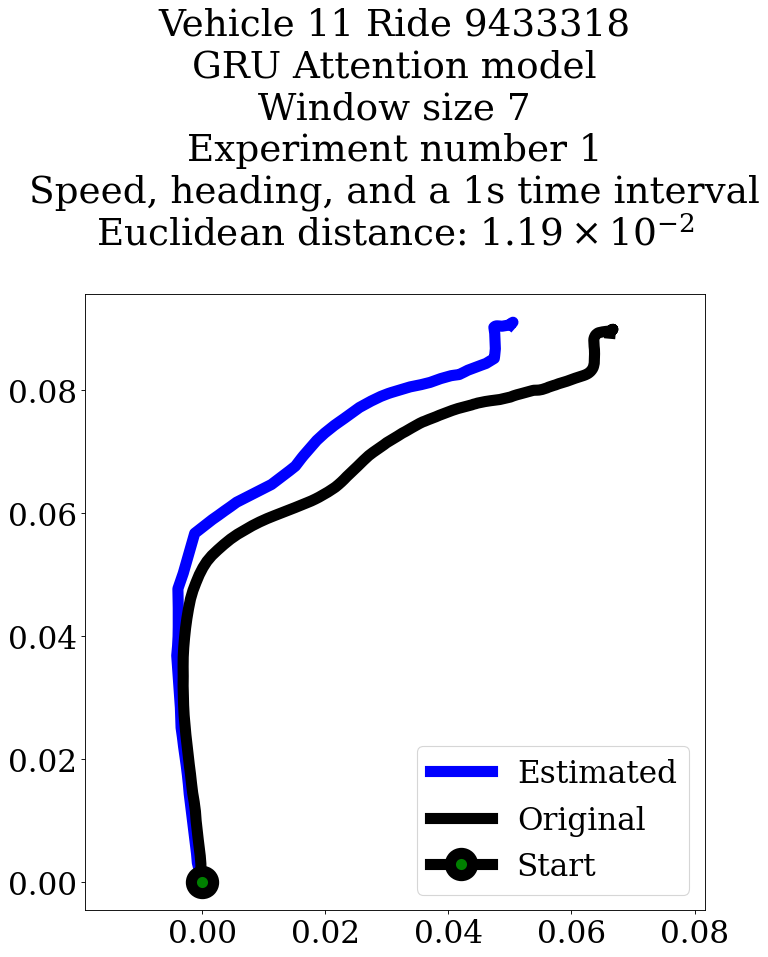 Vehicle 11 Ride 9433318
GRU Attention model
Window size 7
Experiment number 1
Speed, heading, and a 1s time interval
Euclidean distance: 1.19 × 10⁻²
0.08
0.06
0.04
0.02
0.00
Estimated
Original
Start
0.00 0.02 0.04 0.06 0.08